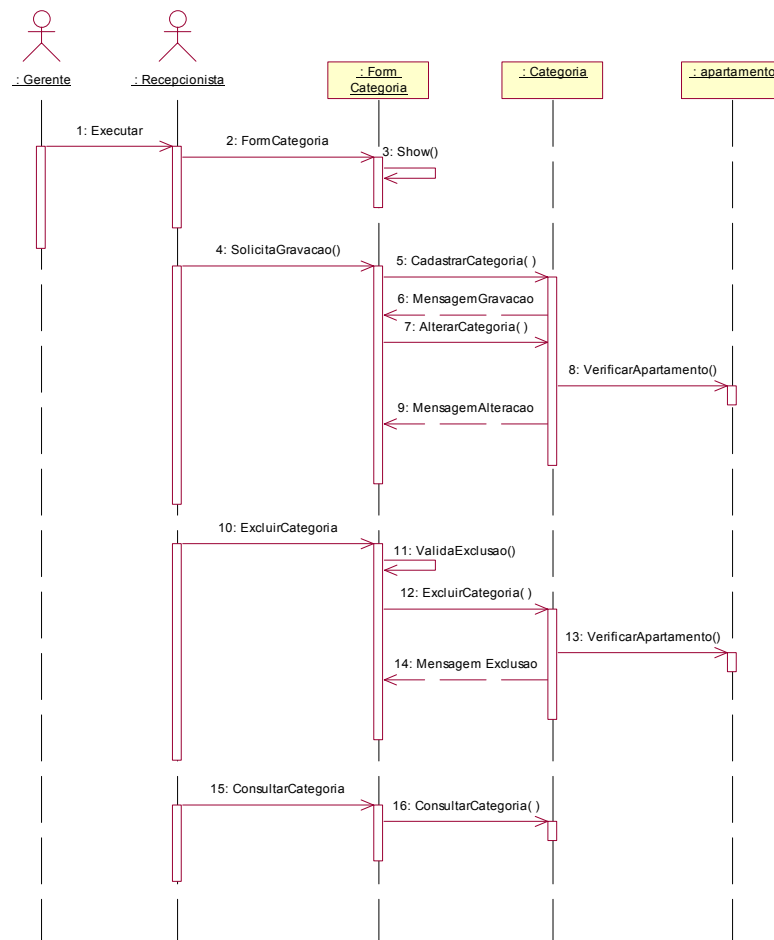 : Gerente
: Recepcionista
: Form
Categoria
: Categoria
: apartamento
1: Executar
2: FormCategoria
3: Show()
4: SolicitaGravacao()
5: CadastrarCategoria( )
6: MensagemGravacao
7: AlterarCategoria( )
8: VerificarApartamento()
9: MensagemAlteracao
10: ExcluirCategoria
11: ValidaExclusao()
12: ExcluirCategoria( )
13: VerificarApartamento()
14: Mensagem Exclusao
15: ConsultarCategoria
16: ConsultarCategoria( )